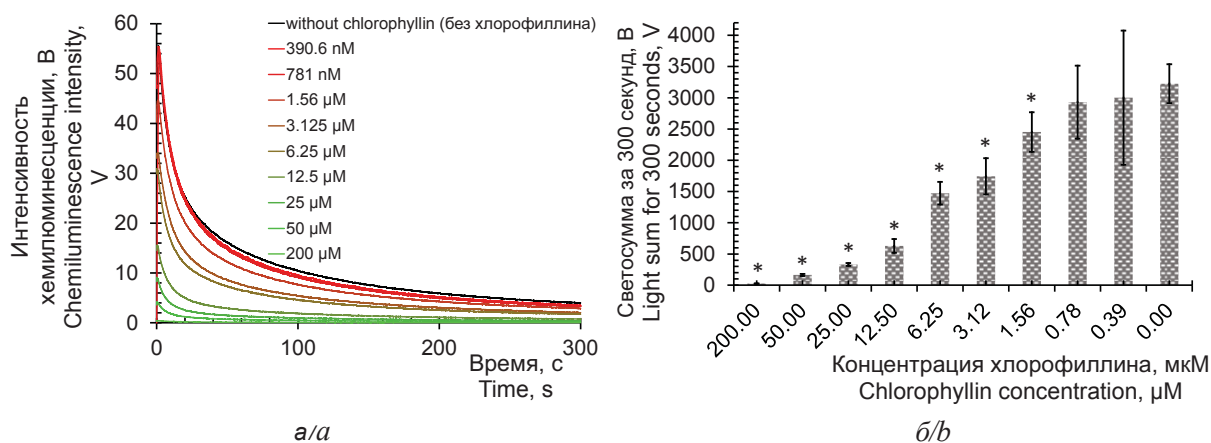 Интенсивность
хемилюминесценции, В
Chemiluminescence intensity,
V
60
50
40
30
20
10
0
without chlorophyllin (без хлорофиллина)
390.6 nM
781 nM
1.56 µM
3.125 µM
6.25 µM
12.5 µM
25 µM
50 µM
200 µM
0
100
200
300
Время, с
Time, s
а/a
Светосумма за 300 секунд, В
Light sum for 300 seconds, V
4000
3500
3000
2500
2000
1500
1000
500
0
* * * * * * *
200.00
50.00
25.00
12.50
6.25
3.12
1.56
0.78
0.39
0.00
Концентрация хлорофиллина, мкМ
Chlorophyllin concentration, µM
б/b